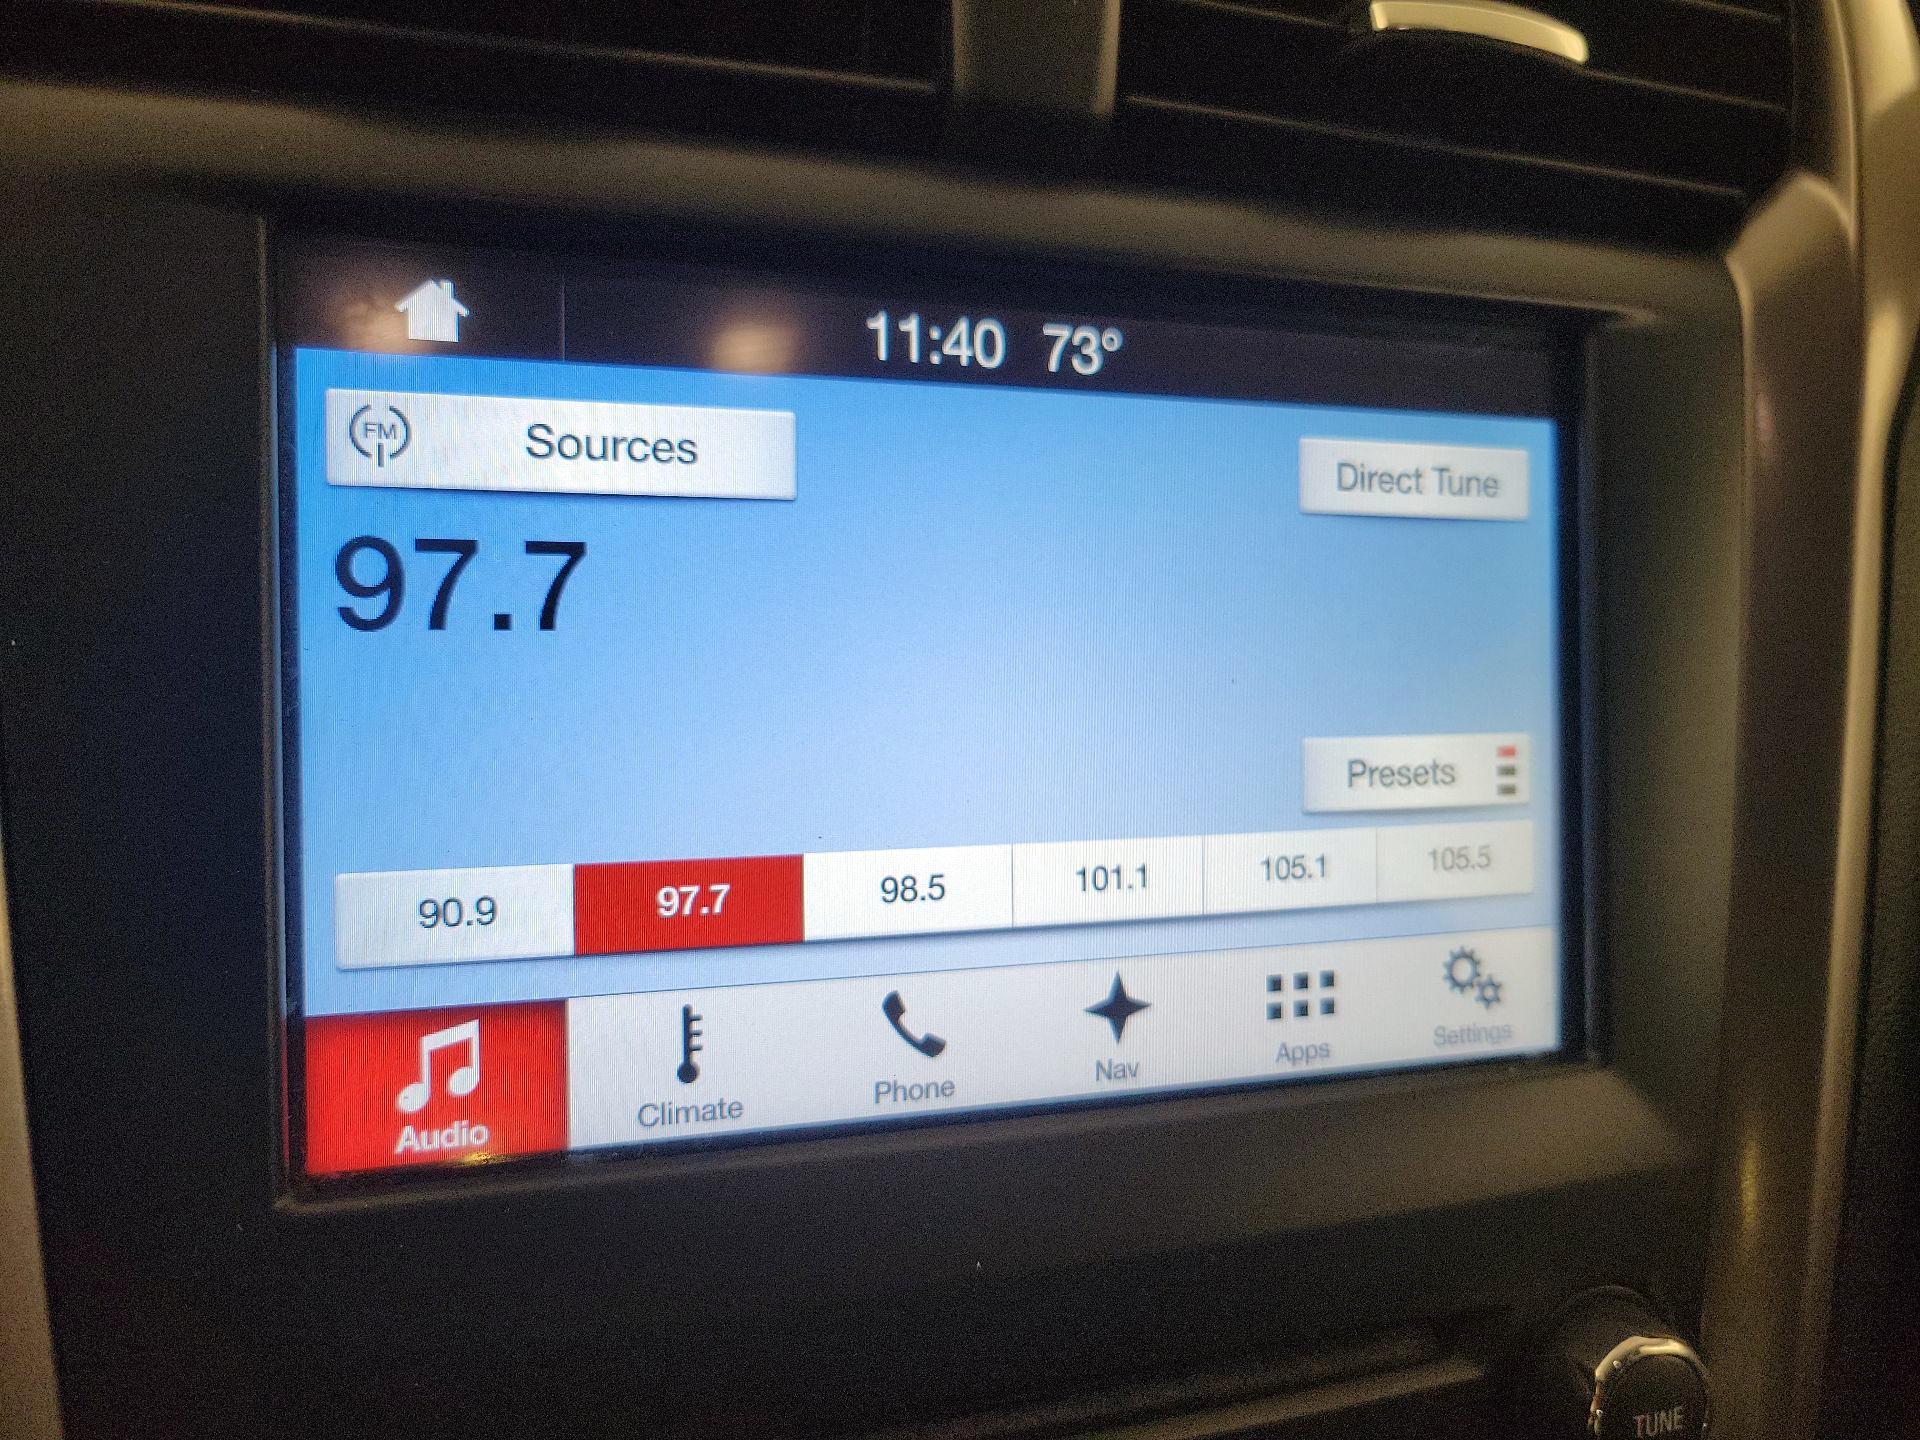 11:40 73°
FM Sources
Direct Tune
97.7
Presets
90.9 97.7 98.5 101.1 105.1 105.5
Audio Climate Phone Nav Apps Settings
TUNE